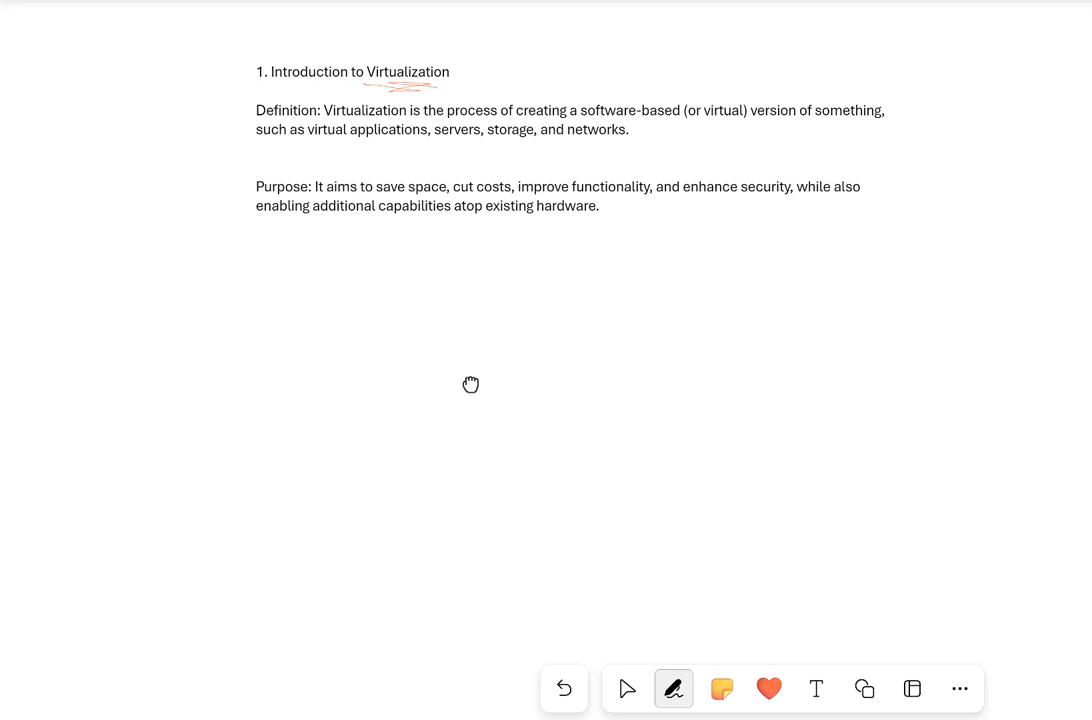 1. Introduction to Virtualization
Definition: Virtualization is the process of creating a software-based (or virtual) version of something,
such as virtual applications, servers, storage, and networks.
Purpose: It aims to save space, cut costs, improve functionality, and enhance security, while also
enabling additional capabilities atop existing hardware.